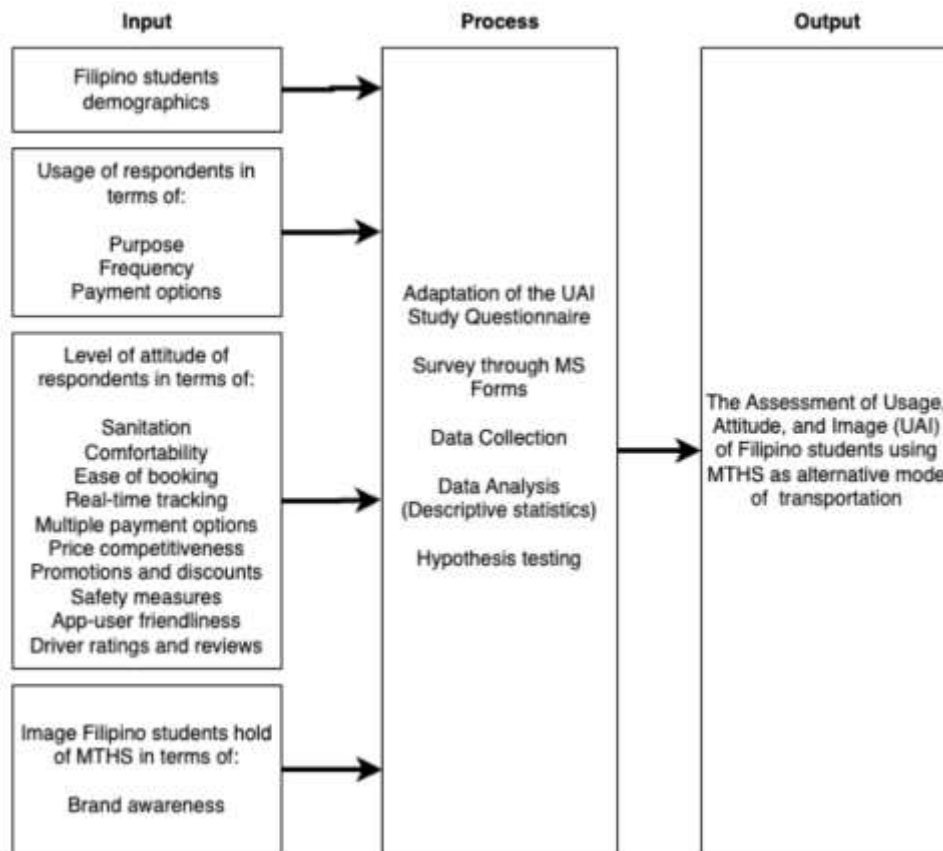 Input
Filipino students
demographics
Usage of respondents in
terms of:
Purpose
Frequency
Payment options
Level of attitude of
respondents in terms of:
Sanitation
Comfortability
Ease of booking
Real-time tracking
Multiple payment options
Price competitiveness
Promotions and discounts
Safety measures
App-user friendliness
Driver ratings and reviews
Image Filipino students hold
of MTHS in terms of:
Brand awareness
Process
Adaptation of the UAI
Study Questionnaire
Survey through MS
Forms
Data Collection
Data Analysis
(Descriptive statistics)
Hypothesis testing
Output
The Assessment of Usage,
Attitude, and Image (UAI)
of Filipino students using
MTHS as alternative mode
of transportation